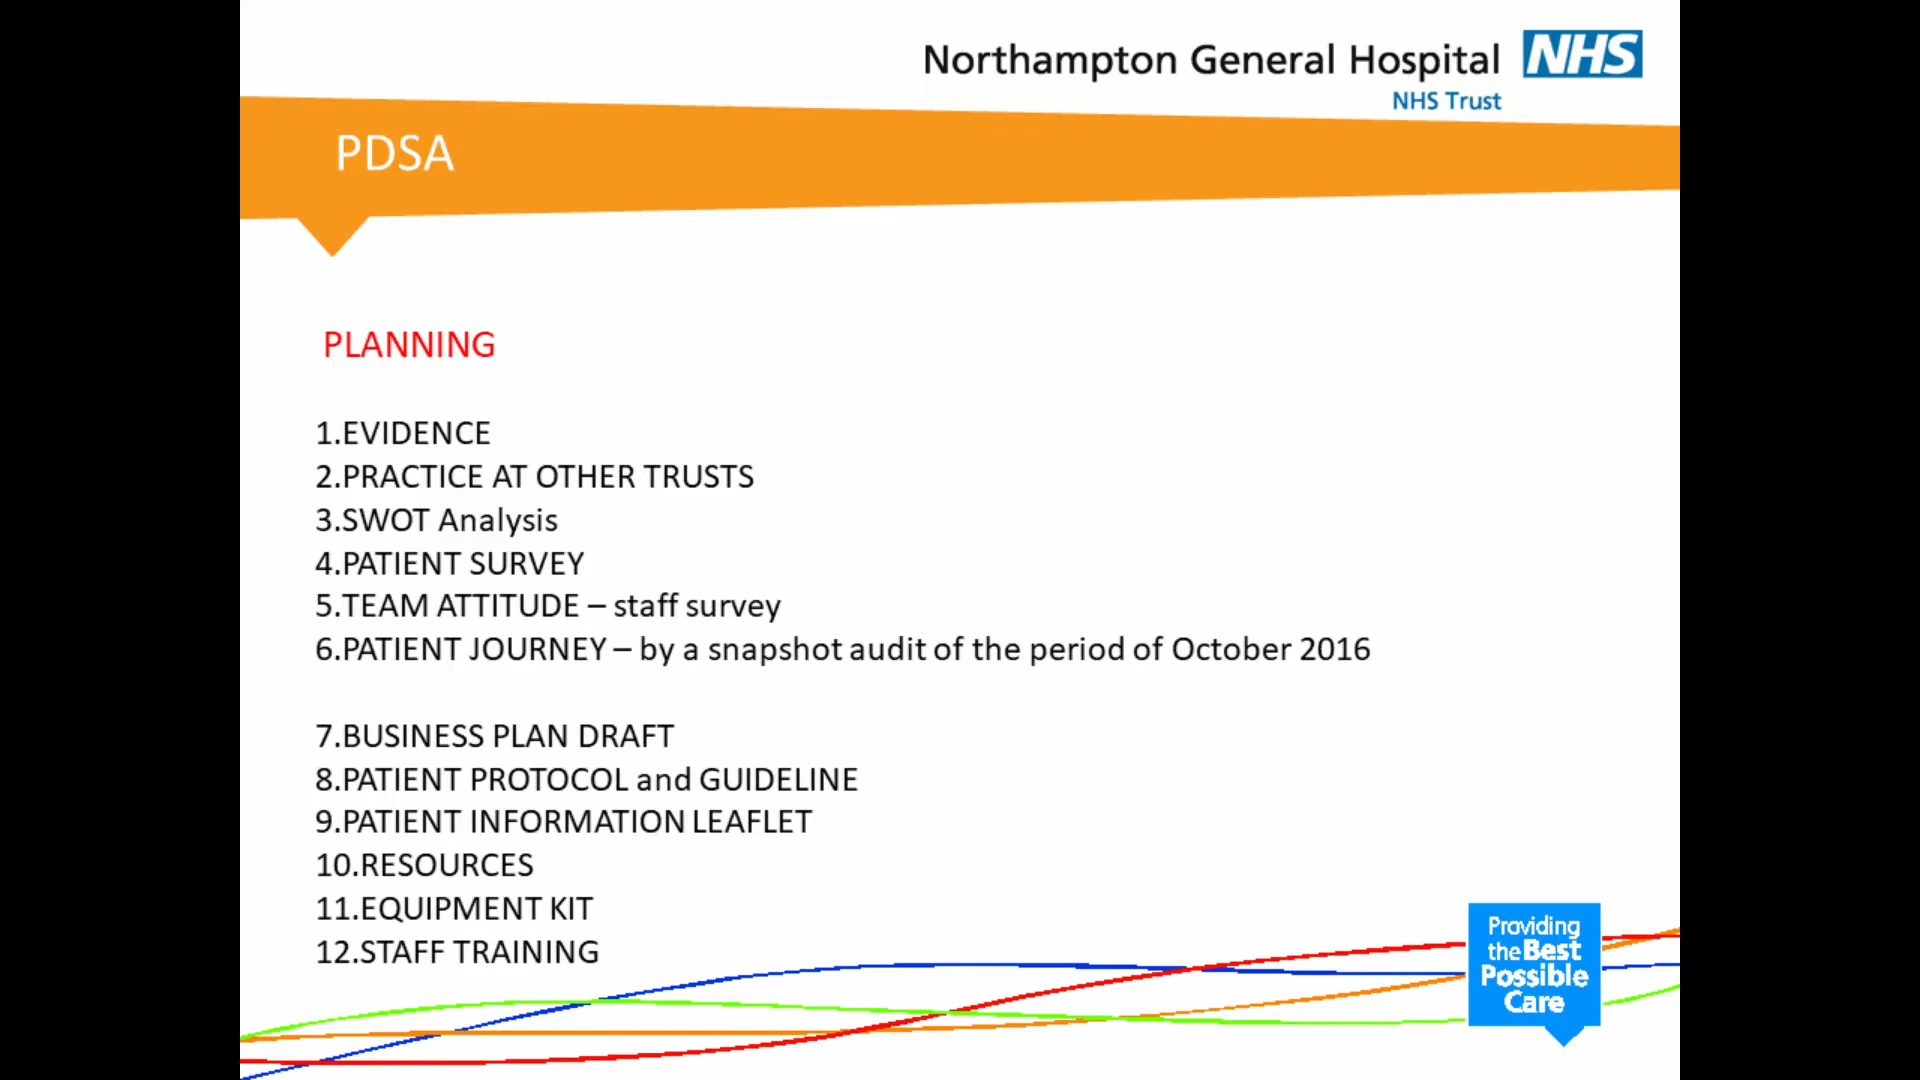 Northampton General Hospital NHS
NHS Trust
PDSA
PLANNING
1.EVIDENCE
2.PRACTICE AT OTHER TRUSTS
3.SWOT Analysis
4.PATIENT SURVEY
5.TEAM ATTITUDE – staff survey
6.PATIENT JOURNEY – by a snapshot audit of the period of October 2016
7.BUSINESS PLAN DRAFT
8.PATIENT PROTOCOL and GUIDELINE
9.PATIENT INFORMATION LEAFLET
10.RESOURCES
11.EQUIPMENT KIT
12.STAFF TRAINING
Providing
the Best
Possible
Care